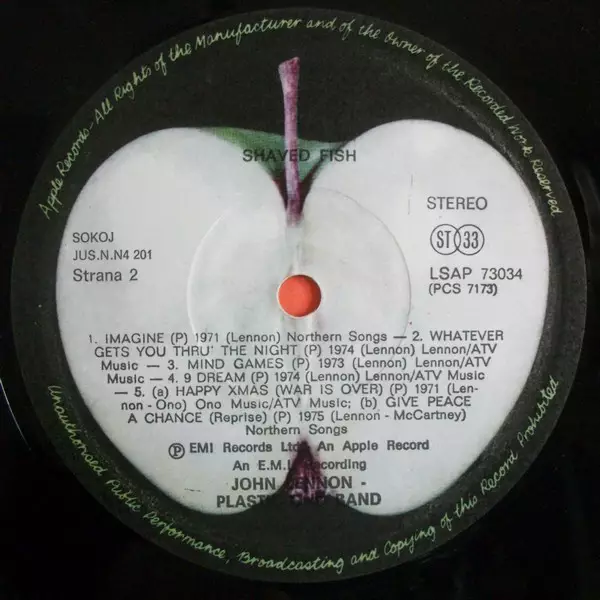 Apple Records - All Rights of the Manufacturer and of the Owner of the Recorded Work Reserved
SHAVED FISH
STEREO
SOKOJ
JUS.N.N4 201
Strana 2
ST 33
LSAP 73034
(PCS 7173)
1. IMAGINE (P) 1971 (Lennon) Northern Songs — 2. WHATEVER
GETS YOU THRU' THE NIGHT (P) 1974 (Lennon) Lennon/ATV
Music — 3. MIND GAMES (P) 1973 (Lennon) Lennon/ATV
Music - 4. 9 DREAM (P) 1974 (Lennon) Lennon/ATV Music
— 5. (a) HAPPY XMAS (WAR IS OVER) (P) 1971 (Len-
non - Ono) Ono Music/ATV Music; (b) GIVE PEACE
A CHANCE (Reprise) (P) 1975 (Lennon - McCartney)
Northern Songs
Ⓟ EMI Records Ltd. An Apple Record
An E.M.I. Recording
JOHN LENNON -
PLASTIC ONO BAND
Unauthorised Public Performance, Broadcasting and Copying of this Record Prohibited